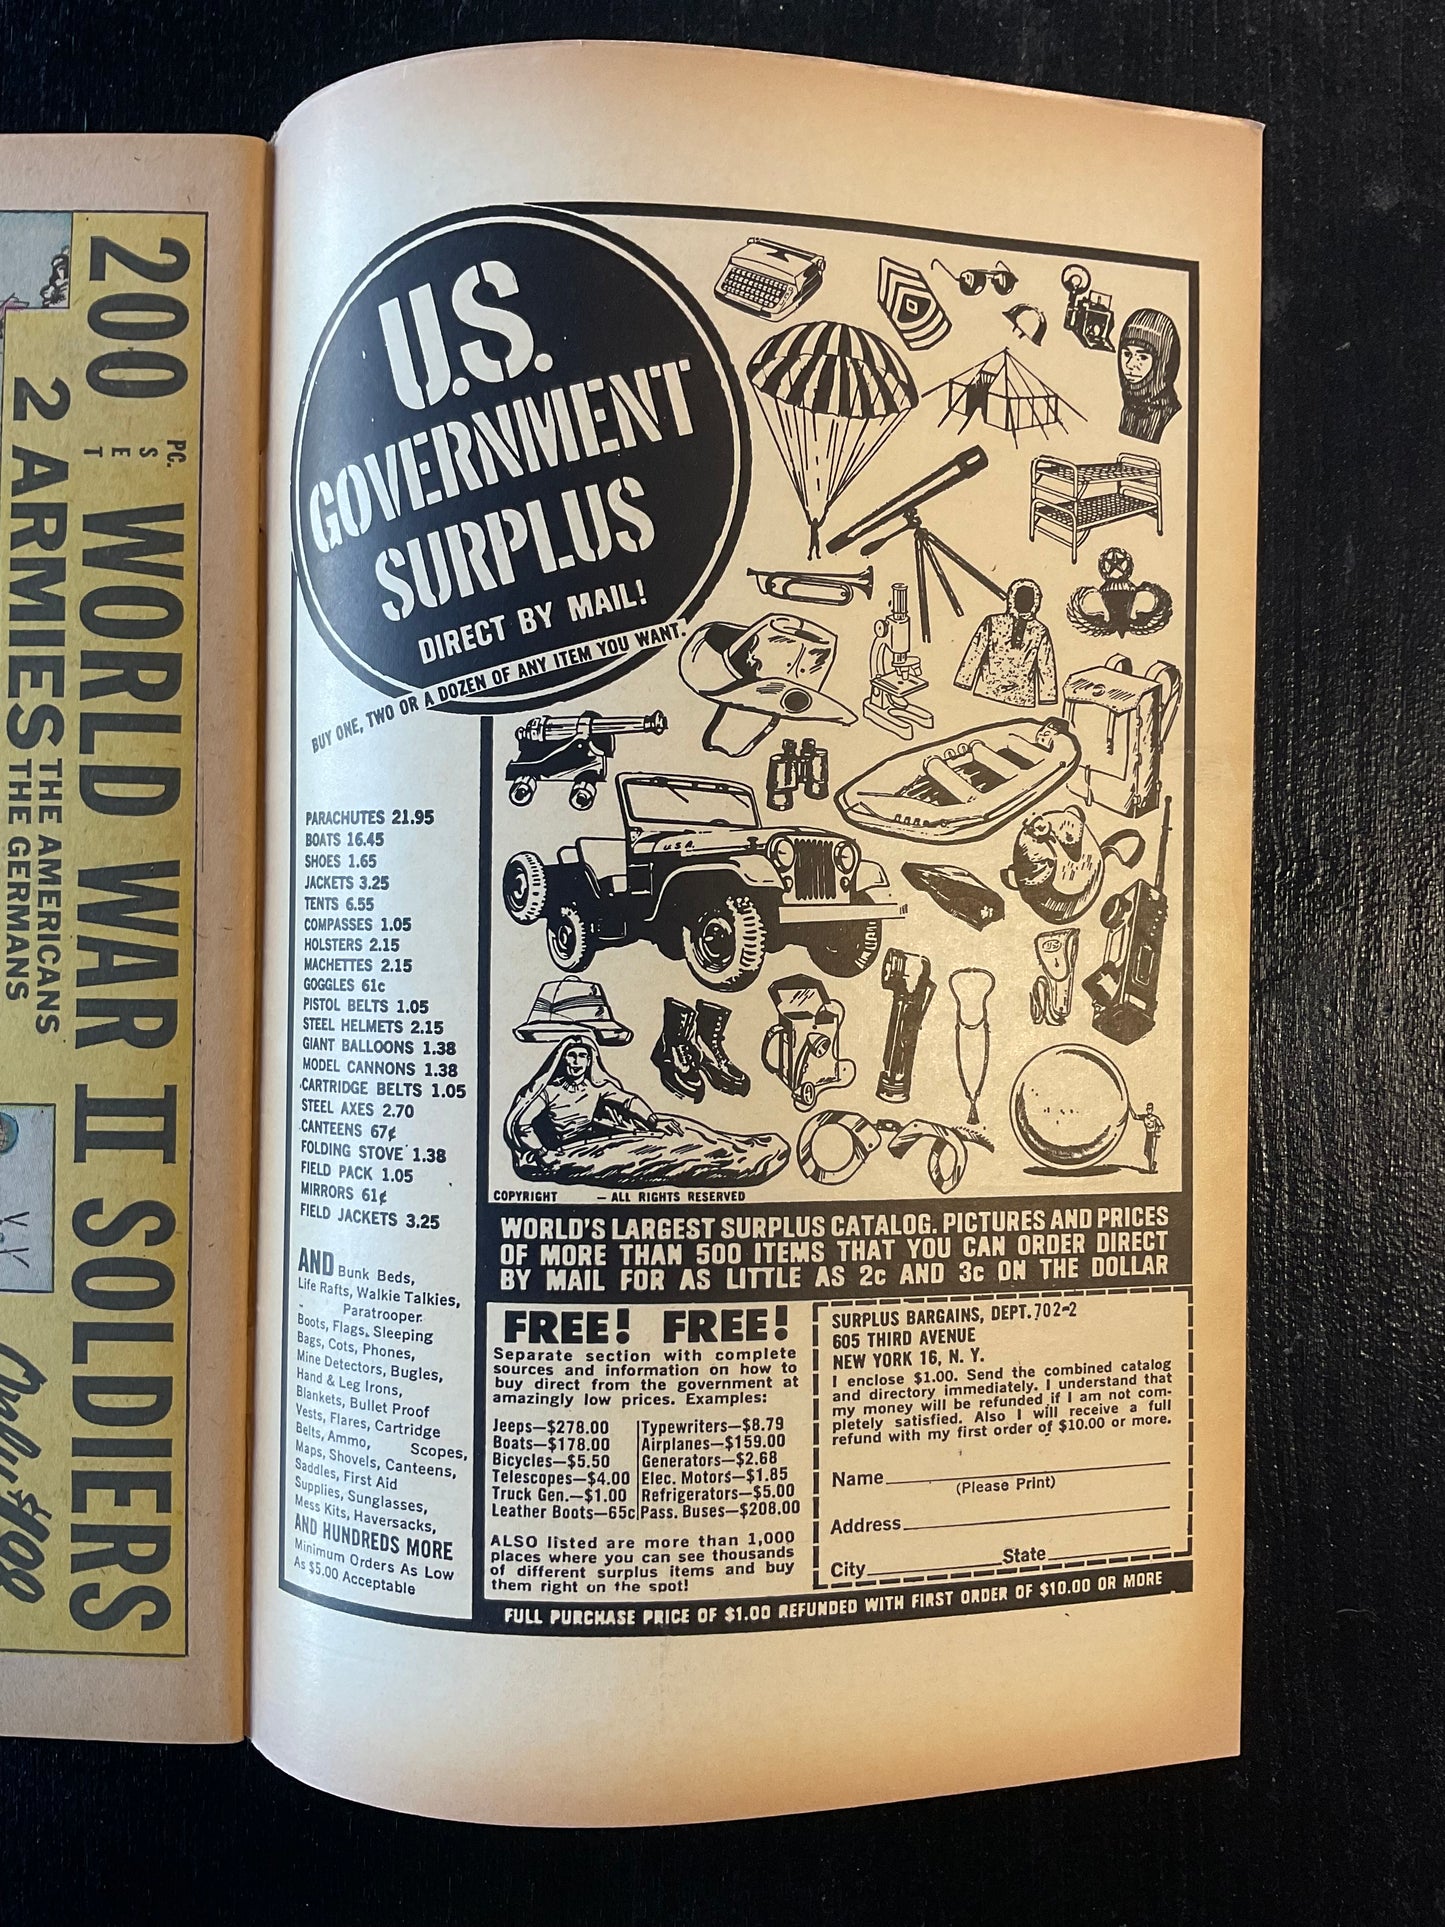 200 PC. SET WORLD WAR II SOLDIERS
2 ARMIES THE AMERICANS
THE GERMANS
Only $1.98
U.S.
GOVERNMENT
SURPLUS
DIRECT BY MAIL!
BUY ONE, TWO OR A DOZEN OF ANY ITEM YOU WANT.
U.S.A.
PARACHUTES 21.95
BOATS 16.45
SHOES 1.65
JACKETS 3.25
TENTS 6.55
COMPASSES 1.05
HOLSTERS 2.15
MACHETTES 2.15
GOGGLES 61c
PISTOL BELTS 1.05
STEEL HELMETS 2.15
GIANT BALLOONS 1.38
MODEL CANNONS 1.38
CARTRIDGE BELTS 1.05
STEEL AXES 2.70
CANTEENS 67¢
FOLDING STOVE 1.38
FIELD PACK 1.05
MIRRORS 61¢
FIELD JACKETS 3.25
AND Bunk Beds,
Life Rafts, Walkie Talkies,
Paratrooper
Boots, Flags, Sleeping
Bags, Cots, Phones,
Mine Detectors, Bugles,
Hand & Leg Irons,
Blankets, Bullet Proof
Vests, Flares, Cartridge
Belts, Ammo, Scopes,
Maps, Shovels, Canteens,
Saddles, First Aid
Supplies, Sunglasses,
Mess Kits, Haversacks,
AND HUNDREDS MORE
Minimum Orders As Low
As $5.00 Acceptable
COPYRIGHT — ALL RIGHTS RESERVED
WORLD'S LARGEST SURPLUS CATALOG. PICTURES AND PRICES
OF MORE THAN 500 ITEMS THAT YOU CAN ORDER DIRECT
BY MAIL FOR AS LITTLE AS 2c AND 3c ON THE DOLLAR
FREE! FREE!
Separate section with complete
sources and information on how to
buy direct from the government at
amazingly low prices. Examples:
Jeeps—$278.00 Typewriters—$8.79
Boats—$178.00 Airplanes—$159.00
Bicycles—$5.50 Generators—$2.68
Telescopes—$4.00 Elec. Motors—$1.85
Truck Gen.—$1.00 Refrigerators—$5.00
Leather Boots—65c Pass. Buses—$208.00
ALSO listed are more than 1,000
places where you can see thousands
of different surplus items and buy
them right on the spot!
SURPLUS BARGAINS, DEPT. 702-2
605 THIRD AVENUE
NEW YORK 16, N. Y.
I enclose $1.00. Send the combined catalog
and directory immediately. I understand that
my money will be refunded if I am not com-
pletely satisfied. Also I will receive a full
refund with my first order of $10.00 or more.
Name
(Please Print)
Address
City State
FULL PURCHASE PRICE OF $1.00 REFUNDED WITH FIRST ORDER OF $10.00 OR MORE